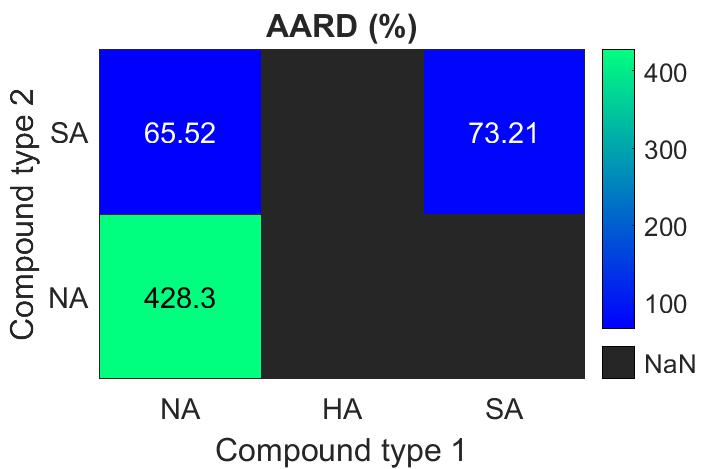 AARD (%)
Compound type 2
SA
65.52
73.21
NA
428.3
NA
HA
SA
Compound type 1
400
300
200
100
NaN